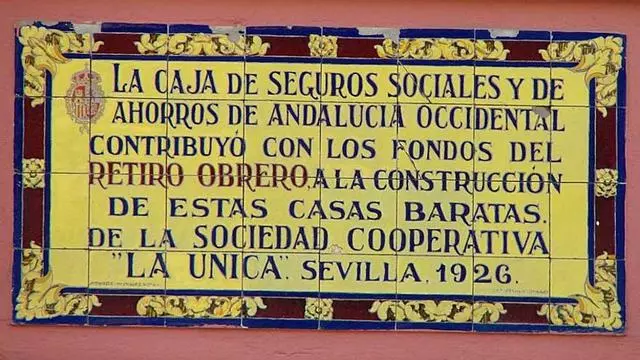 LA CAJA DE SEGUROS SOCIALES Y DE
AHORROS DE ANDALUCIA OCCIDENTAL
CONTRIBUYÓ CON LOS FONDOS DEL
RETIRO OBRERO, A LA CONSTRUCCIÓN
DE ESTAS CASAS BARATAS.
DE LA SOCIEDAD COOPERATIVA
"LA UNICA". SEVILLA, 1926.